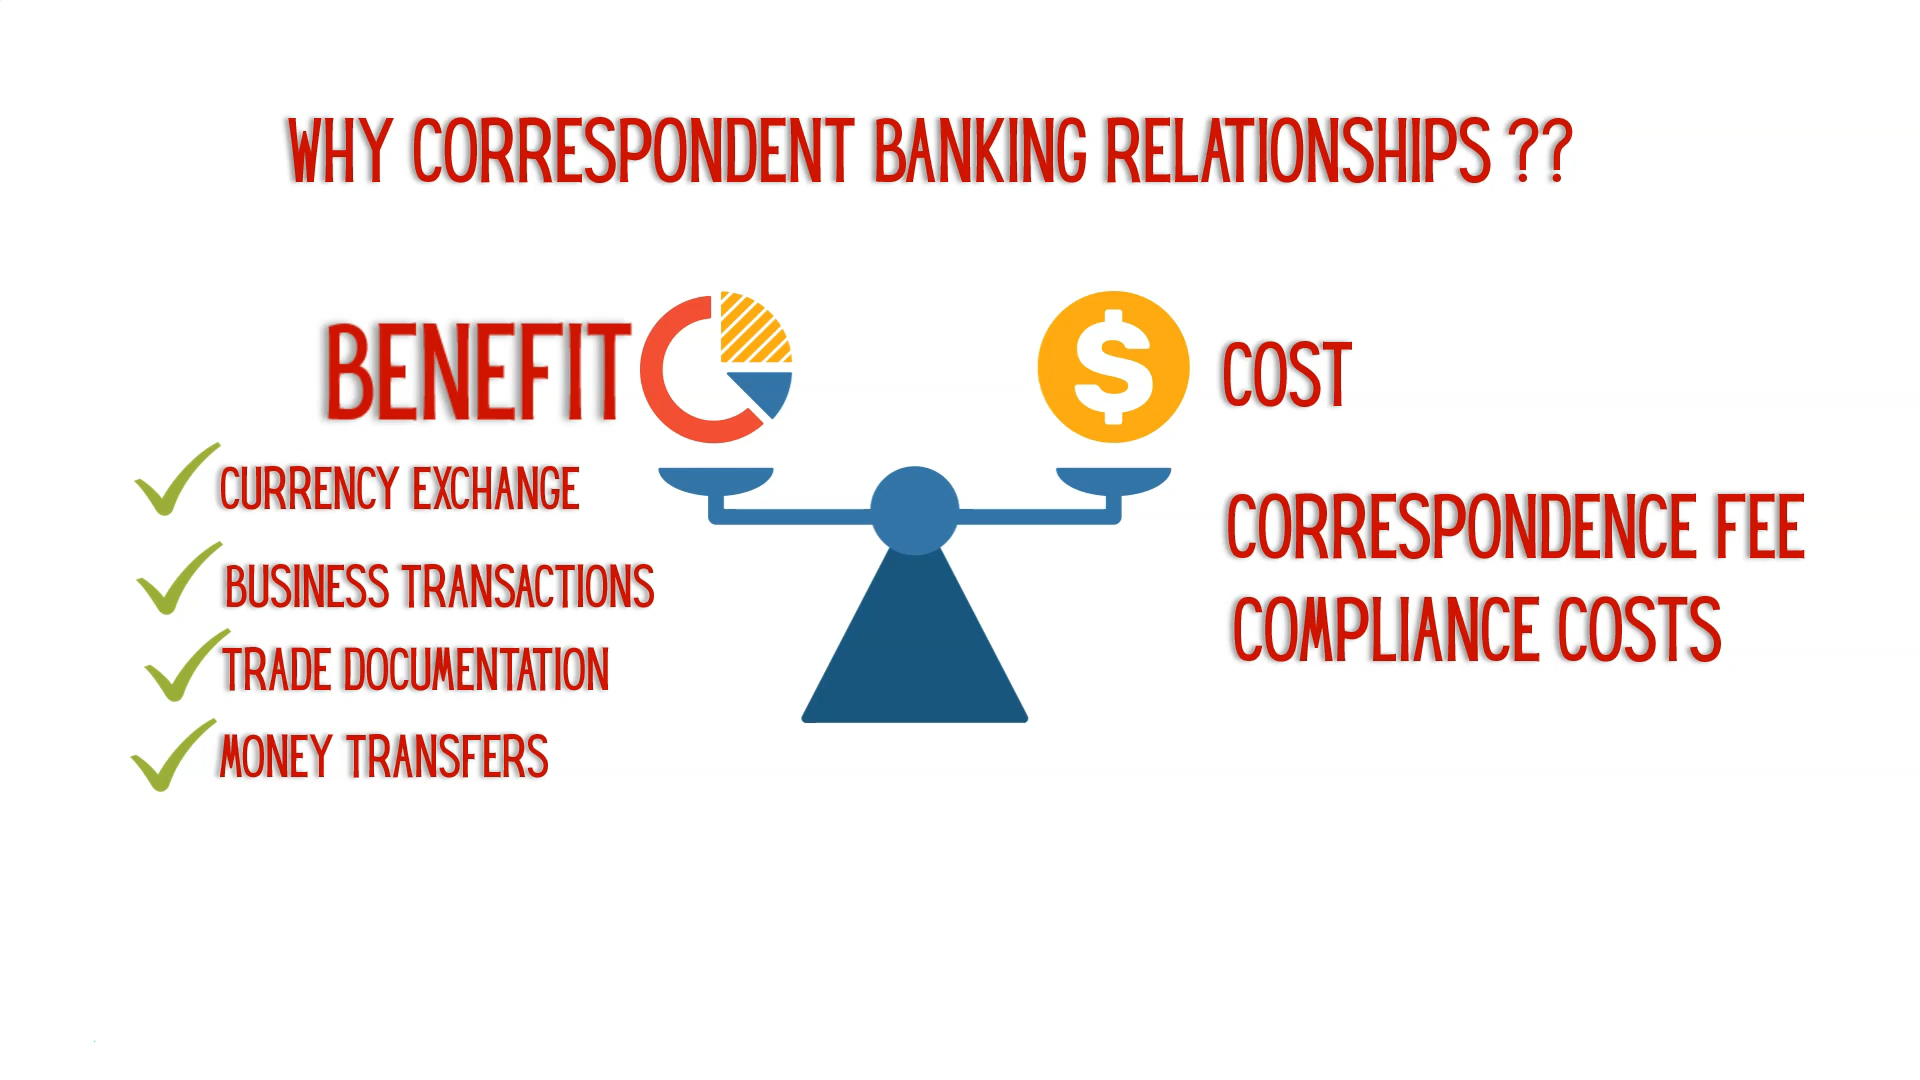 WHY CORRESPONDENT BANKING RELATIONSHIPS ??
BENEFIT
CURRENCY EXCHANGE
BUSINESS TRANSACTIONS
TRADE DOCUMENTATION
MONEY TRANSFERS
$
COST
CORRESPONDENCE FEE
COMPLIANCE COSTS